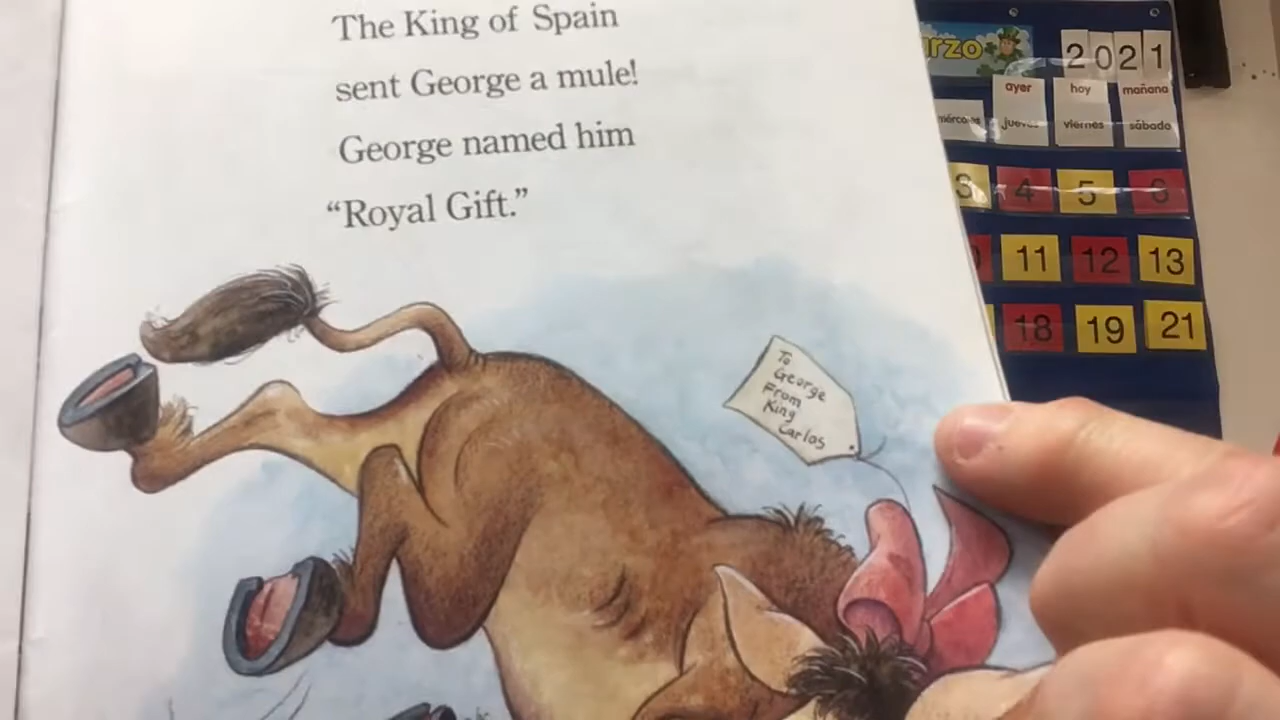 The King of Spain
sent George a mule!
George named him
“Royal Gift.”
To
George
From
King
Carlos
rzo
2021
ayer hoy mañana
miércoles jueves viernes sábado
3 4 5 6
11 12 13
18 19 21